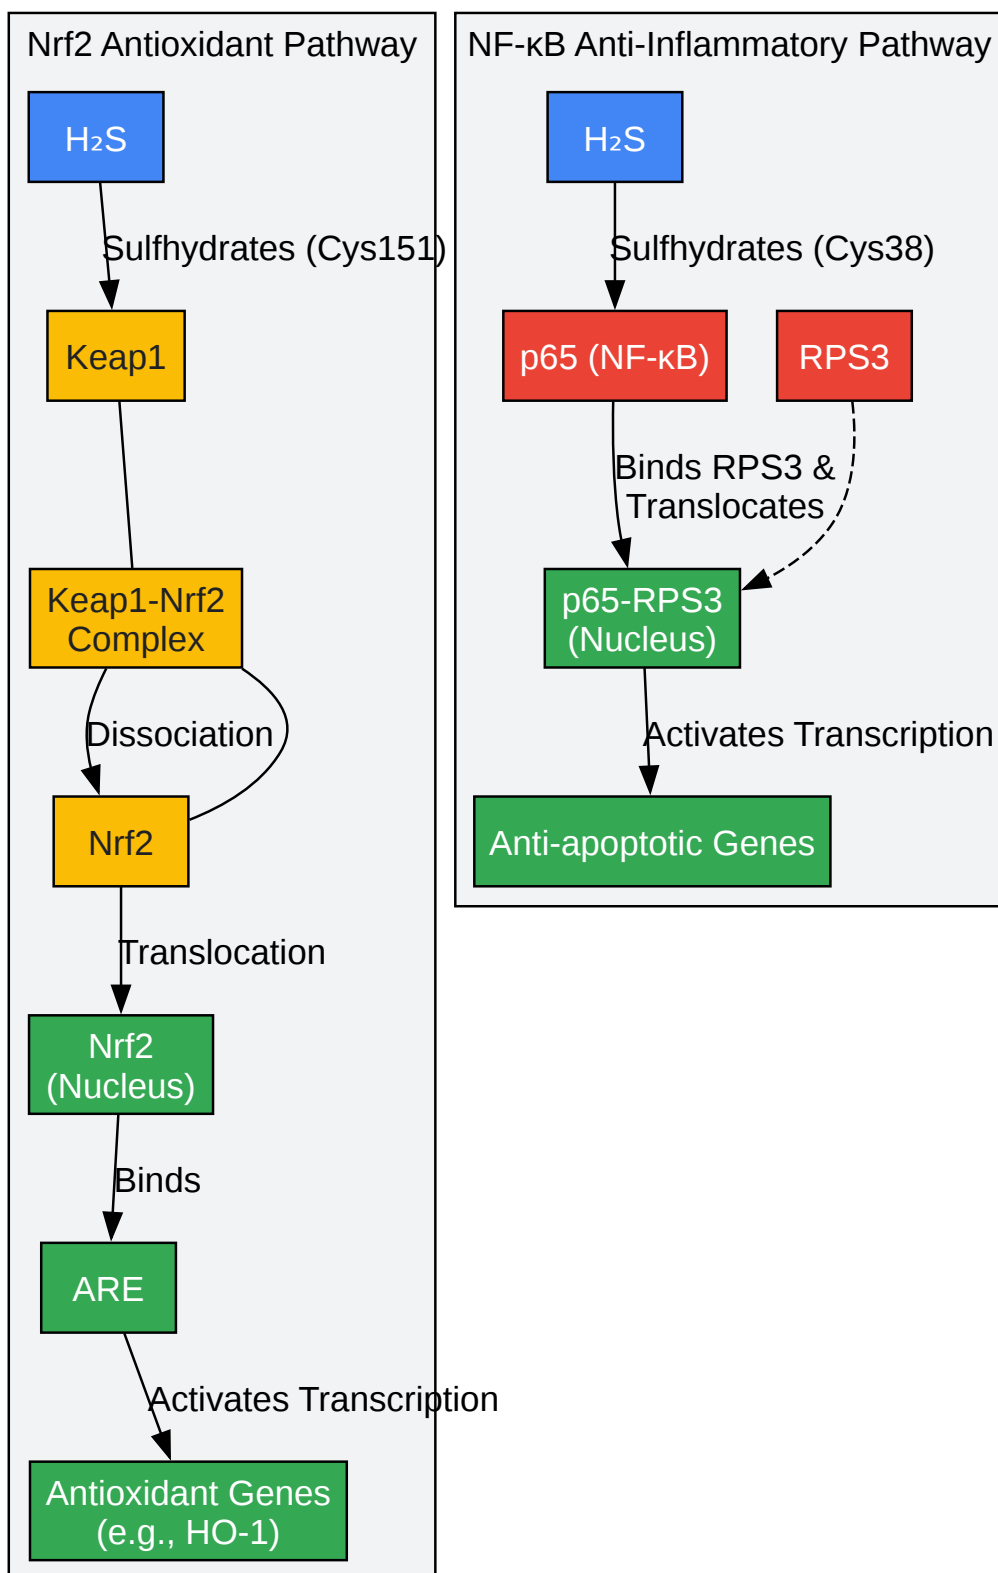 Nrf2 Antioxidant Pathway
H₂S
Sulfhydrates (Cys151)
Keap1
Keap1-Nrf2
Complex
Dissociation
Nrf2
Translocation
Nrf2
(Nucleus)
Binds
ARE
Activates Transcription
Antioxidant Genes
(e.g., HO-1)
NF-κB Anti-Inflammatory Pathway
H₂S
Sulfhydrates (Cys38)
p65 (NF-κB)
RPS3
Binds RPS3 &
Translocates
p65-RPS3
(Nucleus)
Activates Transcription
Anti-apoptotic Genes